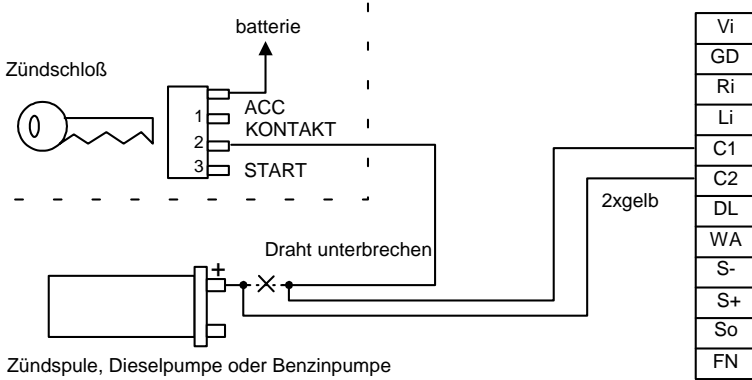 batterie
Zündschloß
1
ACC
KONTAKT
2
3
START
2xgelb
Draht unterbrechen
+
Zündspule, Dieselpumpe oder Benzinpumpe
Vi
GD
Ri
Li
C1
C2
DL
WA
S-
S+
So
FN